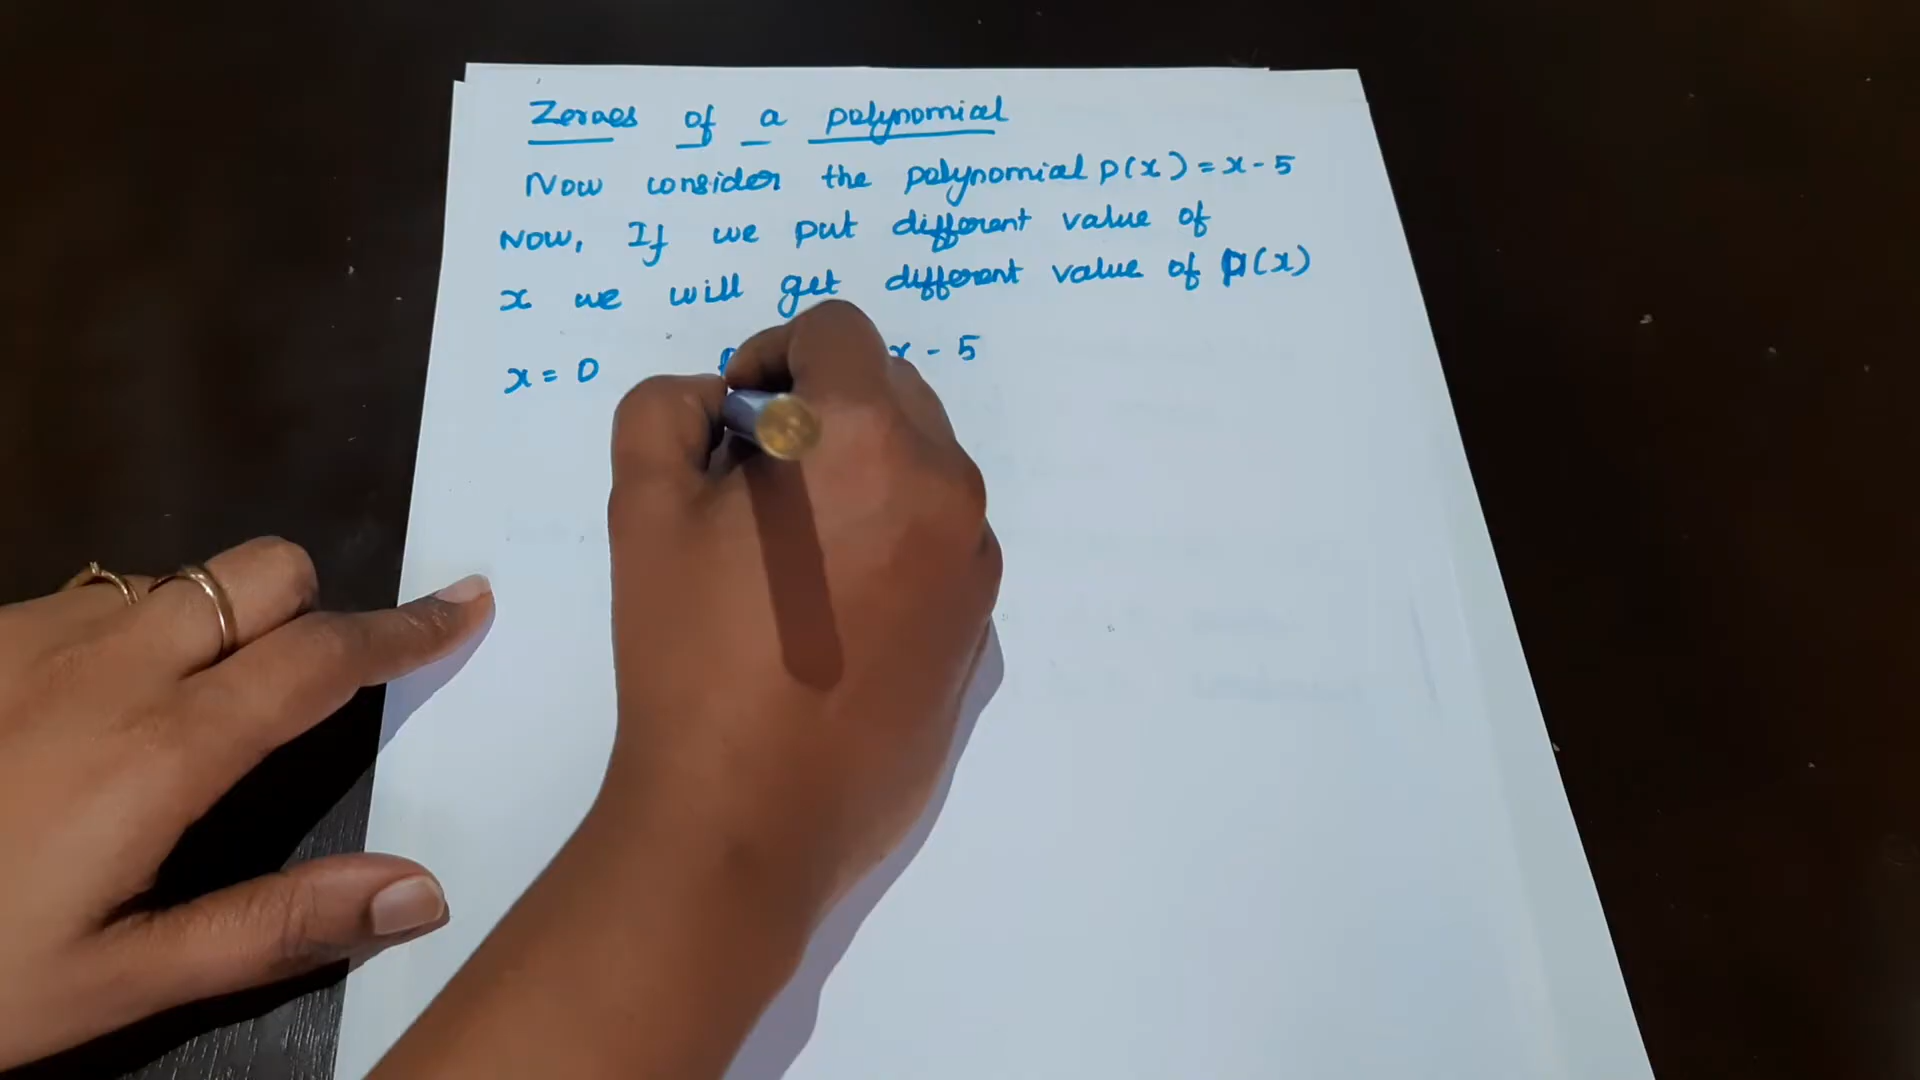 Zeroes of a polynomial
Now consider the polynomial p(x) = x - 5
Now, If we put different value of
x we will get different value of p(x)
x = 0 x - 5